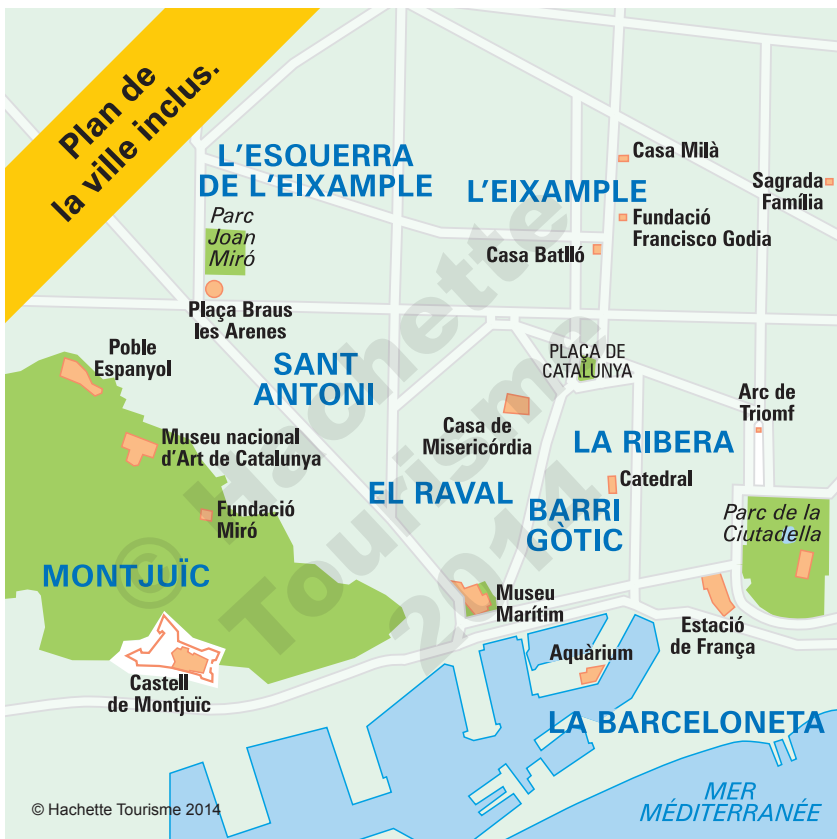 Plan de
la ville inclus.
L'ESQUERRA
DE L'EIXAMPLE
L'EIXAMPLE
Casa Milà
Sagrada
Família
Parc
Joan
Miró
Fundació
Francisco Godia
Casa Batlló
Plaça Braus
les Arenes
Poble
Espanyol
SANT
ANTONI
PLAÇA DE
CATALUNYA
Arc de
Triomf
Casa de
Misericórdia
Museu nacional
d'Art de Catalunya
LA RIBERA
Catedral
EL RAVAL
BARRI
GÒTIC
Fundació
Miró
Parc de la
Ciutadella
MONTJUÏC
Museu
Marítim
Estació
de França
Aquàrium
Castell
de Montjuïc
LA BARCELONETA
MER
MÉDITERRANÉE
© Hachette Tourisme 2014
© Hachette
Tourisme
2014